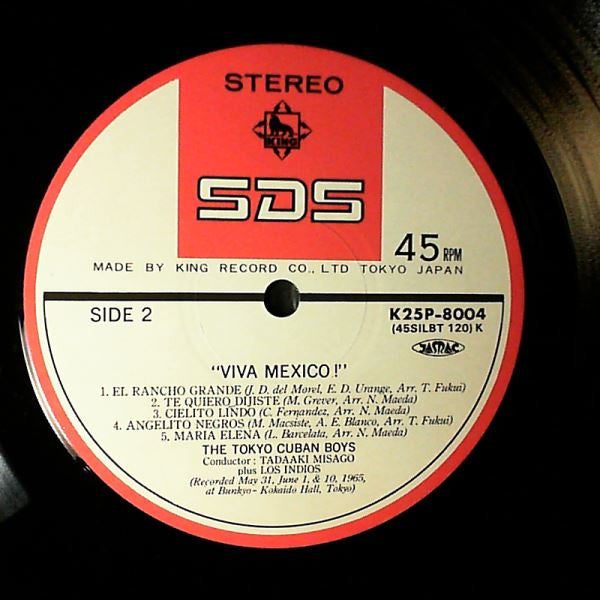 STEREO
KING
SDS
45 RPM
MADE BY KING RECORD CO., LTD TOKYO JAPAN
SIDE 2
K25P-8004
(45SILBT 120) K
JASRAC
"VIVA MEXICO!"
1. EL RANCHO GRANDE (J. D. del Morel, E. D. Urange, Arr. T. Fukui)
2. TE QUIERO DIJISTE (M. Grever, Arr. N. Maeda)
3. CIELITO LINDO (C. Fernandez, Arr. N. Maeda)
4. ANGELITO NEGROS (M. Macsiste, A. E. Blanco, Arr. T. Fukui)
5. MARIA ELENA (L. Barcelata, Arr. N. Maeda)
THE TOKYO CUBAN BOYS
Conductor: TADAAKI MISAGO
plus LOS INDIOS
(Recorded May 31, June 1, & 10, 1965,
at Bunkyo-Kokaido Hall, Tokyo)